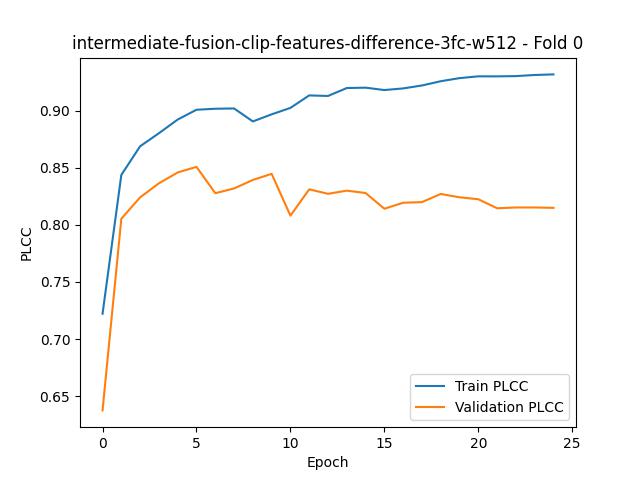 intermediate-fusion-clip-features-difference-3fc-w512 - Fold 0
PLCC
0.90
0.85
0.80
0.75
0.70
0.65
0 5 10 15 20 25
Epoch
Train PLCC
Validation PLCC